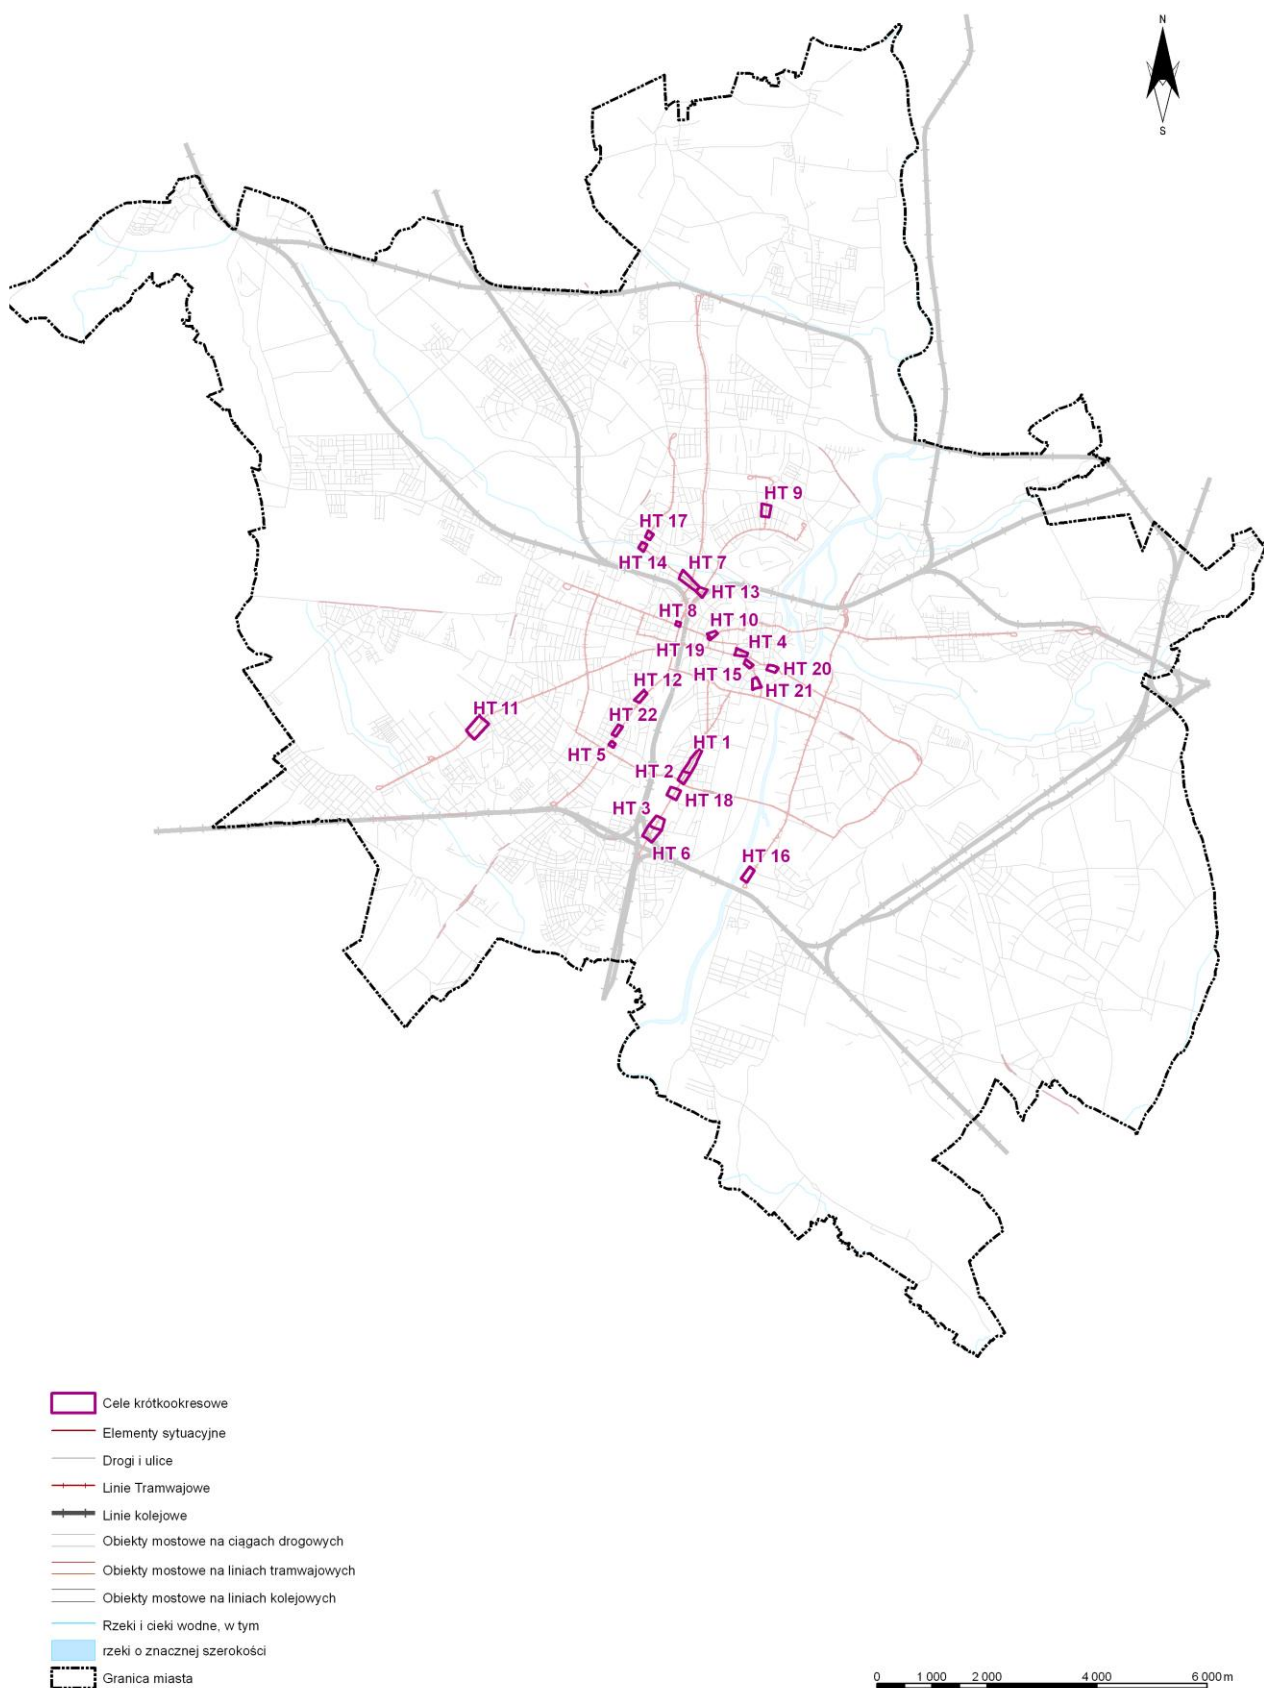 N
S
HT 9
HT 17
HT 14
HT 7
HT 13
HT 8
HT 10
HT 19
HT 4
HT 15
HT 20
HT 12
HT 21
HT 11
HT 22
HT 5
HT 1
HT 2
HT 18
HT 3
HT 6
HT 16
Cele krótkookresowe
Elementy sytuacyjne
Drogi i ulice
Linie Tramwajowe
Linie kolejowe
Obiekty mostowe na ciągach drogowych
Obiekty mostowe na liniach tramwajowych
Obiekty mostowe na liniach kolejowych
Rzeki i cieki wodne, w tym
rzeki o znacznej szerokości
Granica miasta
0 1 000 2 000 4 000 6 000 m